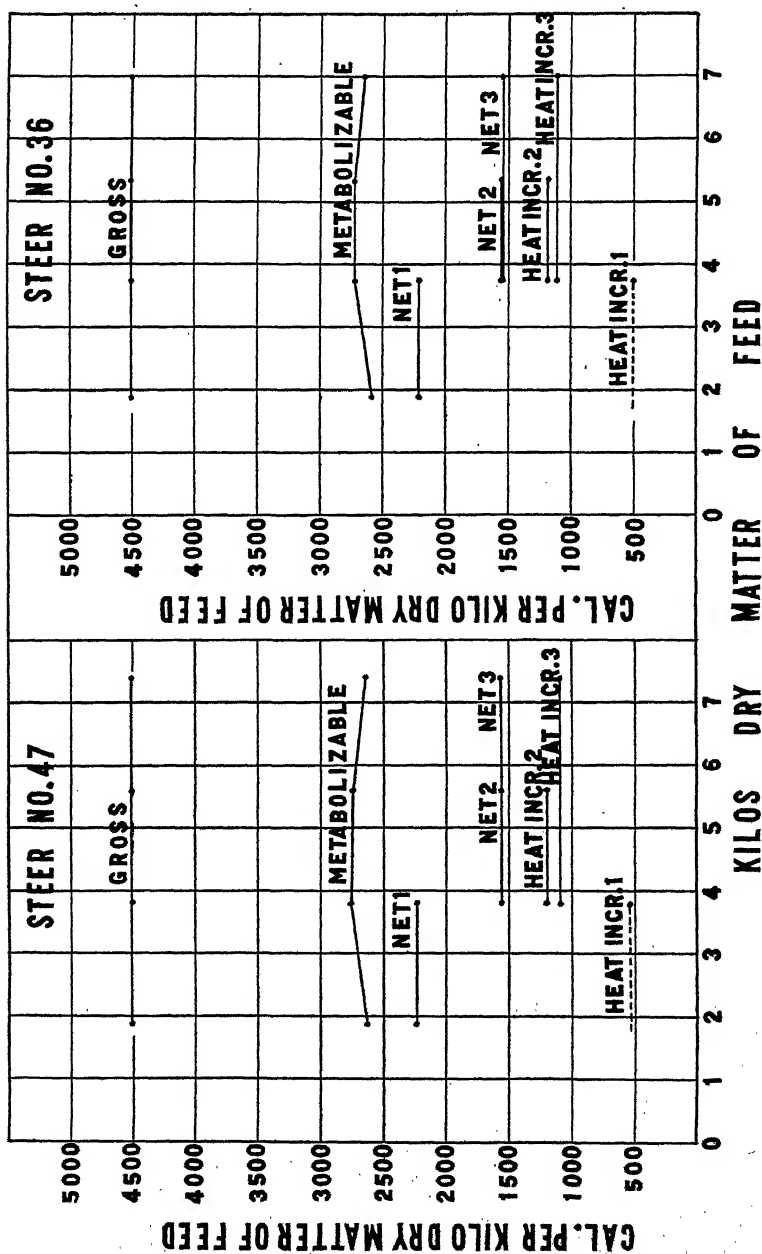 STEER NO.47
CAL. PER KILO DRY MATTER OF FEED
5000
4500
4000
3500
3000
2500
2000
1500
1000
500
GROSS
METABOLIZABLE
NET1
NET2
NET3
HEAT INCR.2
HEAT INCR.3
HEAT INCR.1
0
1
2
3
4
5
6
7
STEER NO.36
CAL. PER KILO DRY MATTER OF FEED
5000
4500
4000
3500
3000
2500
2000
1500
1000
500
GROSS
METABOLIZABLE
NET1
NET 2
NET3
HEAT INCR.2
HEAT INCR.3
HEAT INCR.1
0
1
2
3
4
5
6
7
KILOS DRY MATTER OF FEED